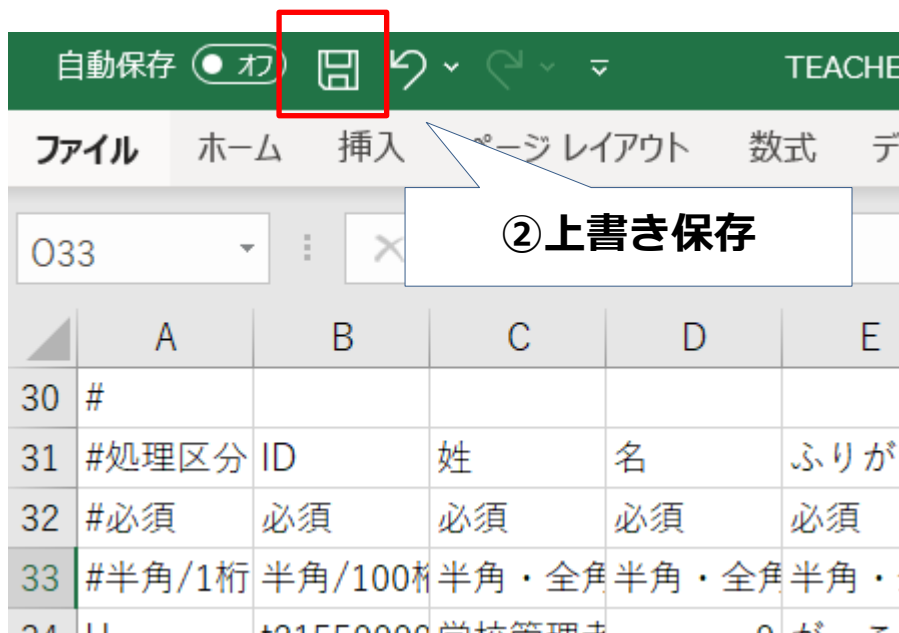 自動保存 オフ TEACHE
ファイル ホーム 挿入 ページ レイアウト 数式 デ
②上書き保存
O33
A B C D E
30 #
31 #処理区分 ID 姓 名 ふりが
32 #必須 必須 必須 必須 必須
33 #半角/1桁 半角/100桁 半角・全角 半角・全角 半角・